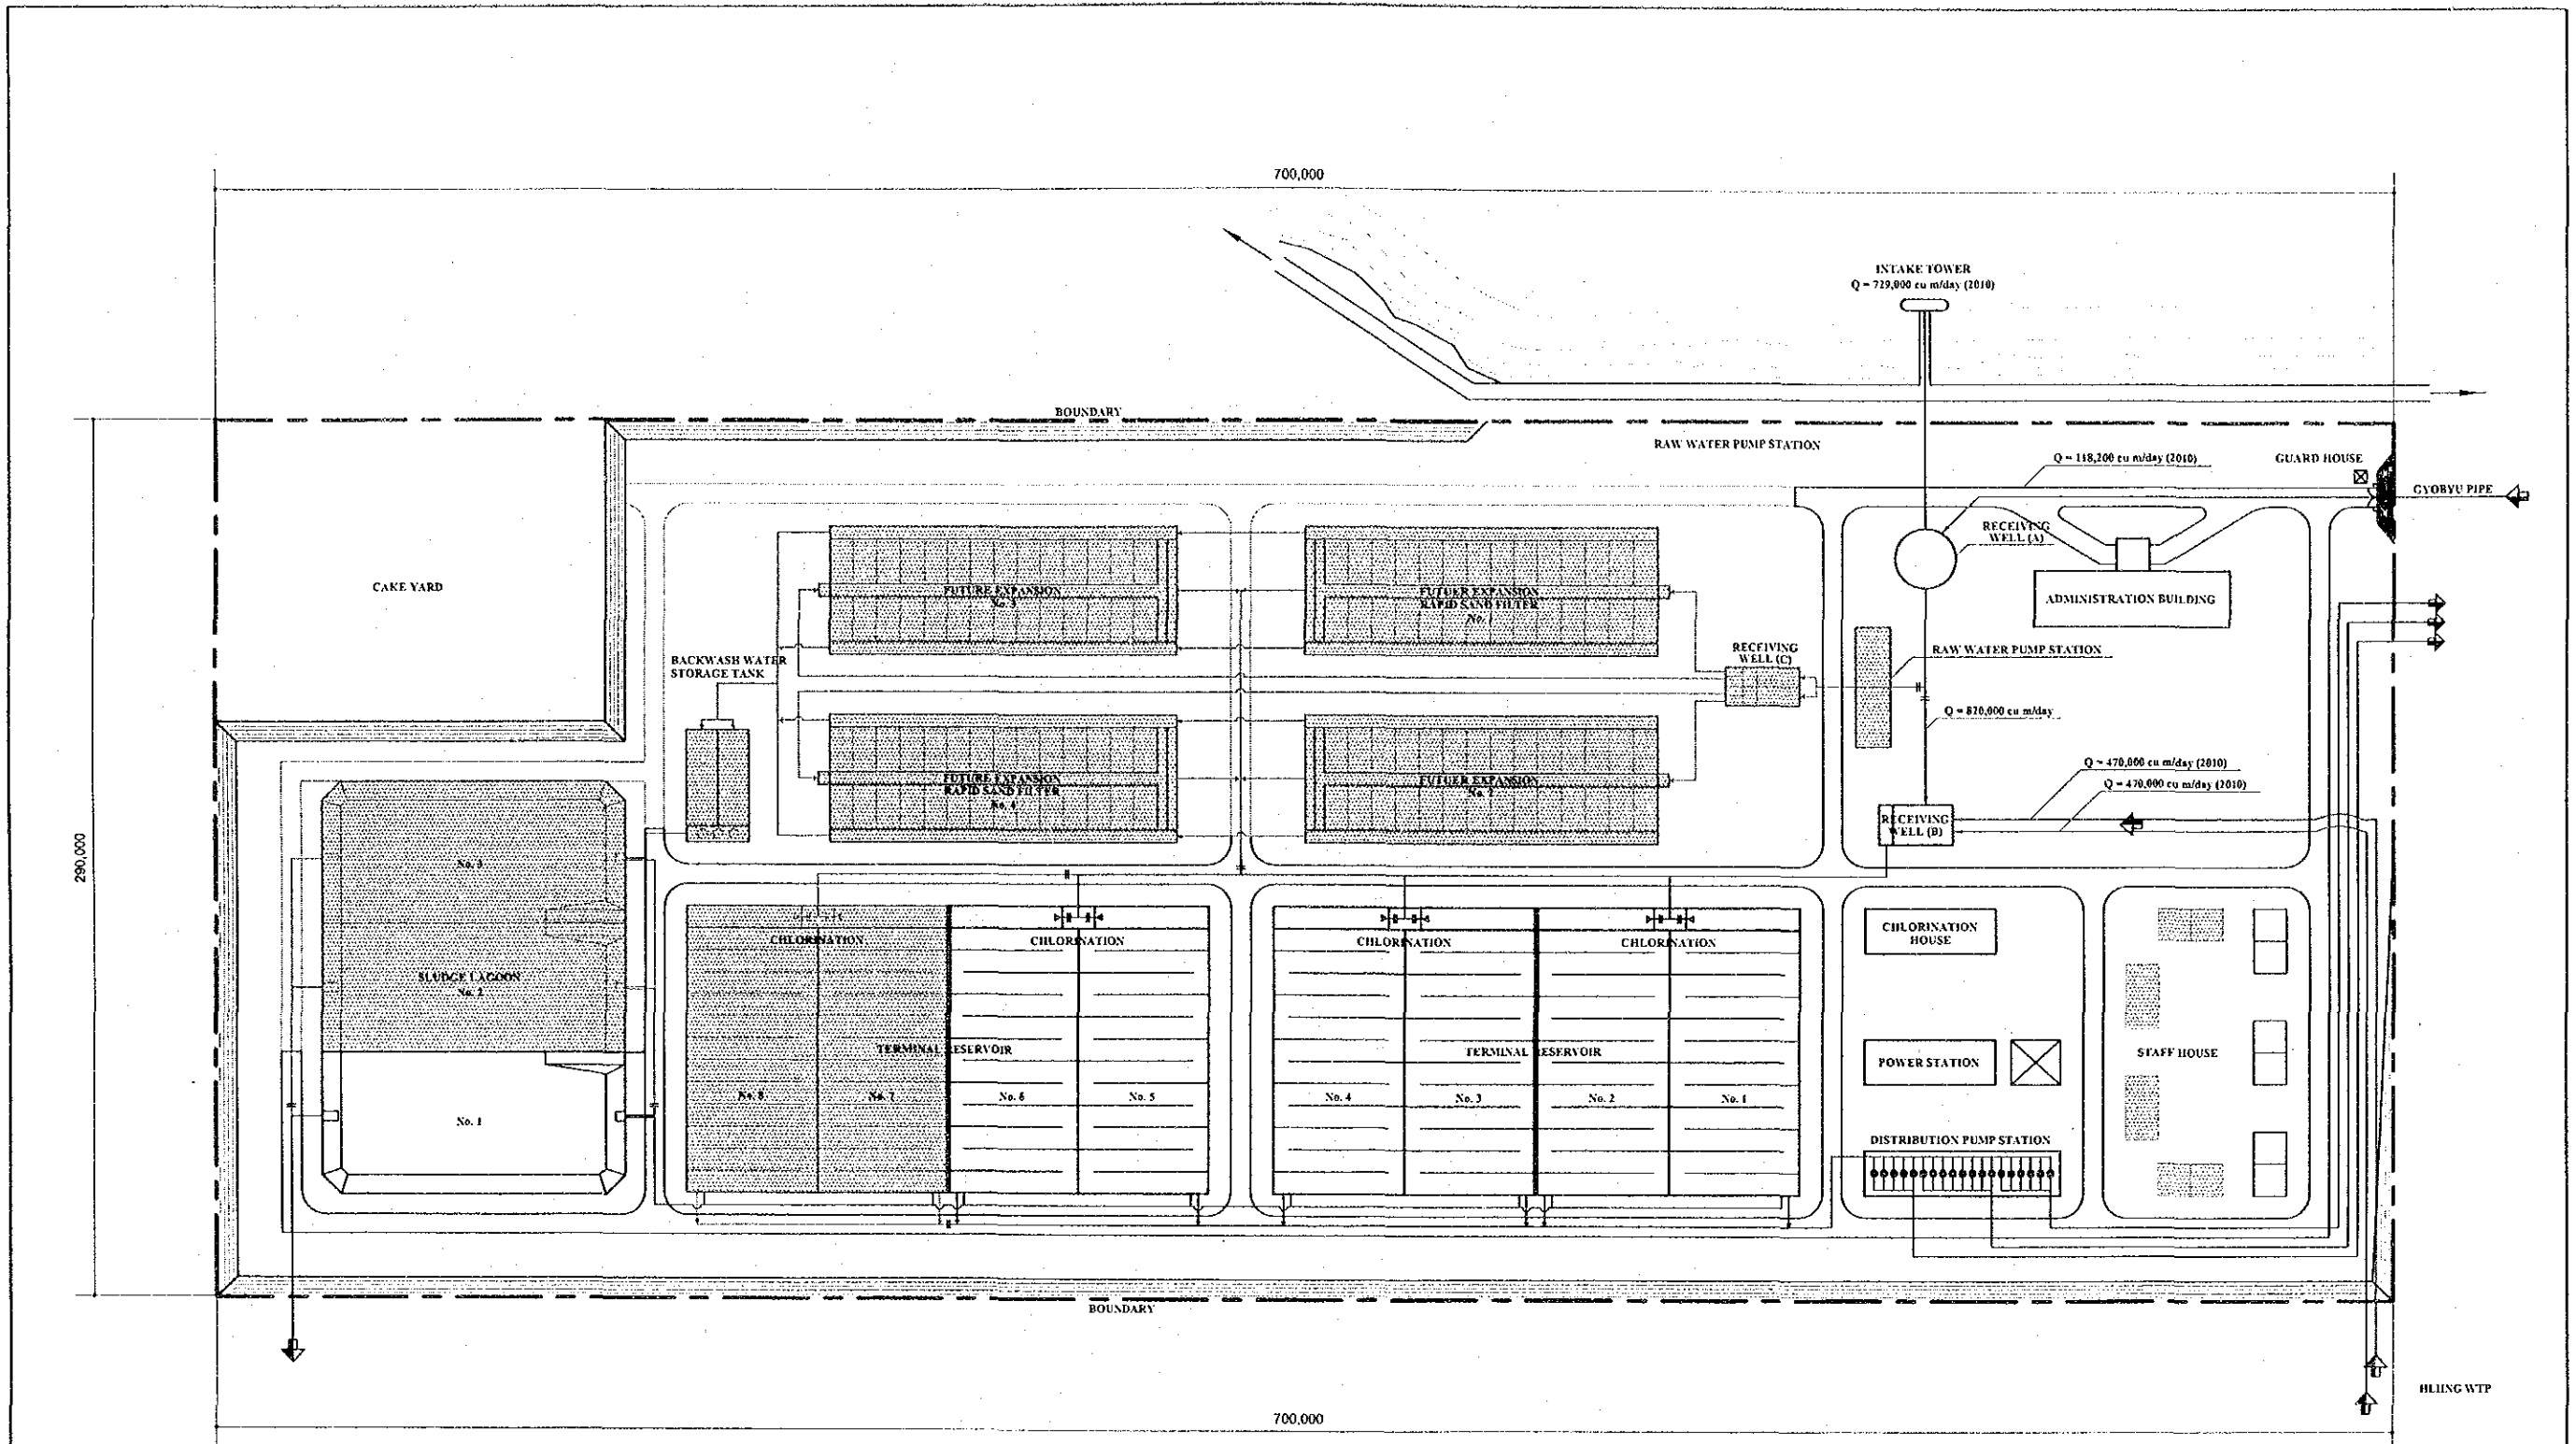 700,000
INTAKE TOWER
Q = 729,000 cu m/day (2010)
BOUNDARY
RAW WATER PUMP STATION
Q = 118,200 cu m/day (2010)
GUARD HOUSE
GYOBYU PIPE
RECEIVING
WELL (A)
CAKE YARD
FUTURE EXPANSION
No. 3
FUTUER EXPANSION
RAPID SAND FILTER
No. 1
ADMINISTRATION BUILDING
BACKWASH WATER
STORAGE TANK
RECEIVING
WELL (C)
RAW WATER PUMP STATION
Q = 820,000 cu m/day
FUTURE EXPANSION
RAPID SAND FILTER
No. 4
FUTUER EXPANSION
No. 2
Q = 470,000 cu m/day (2010)
Q = 470,000 cu m/day (2010)
RECEIVING
WELL (B)
290,000
No. 3
SLUDGE LAGOON
No. 2
No. 1
CHLORINATION
CHLORINATION
CHLORINATION
CHLORINATION
TERMINAL RESERVOIR
TERMINAL RESERVOIR
No. 8
No. 7
No. 6
No. 5
No. 4
No. 3
No. 2
No. 1
CHLORINATION
HOUSE
POWER STATION
STAFF HOUSE
DISTRIBUTION PUMP STATION
BOUNDARY
HLIING WTP
700,000